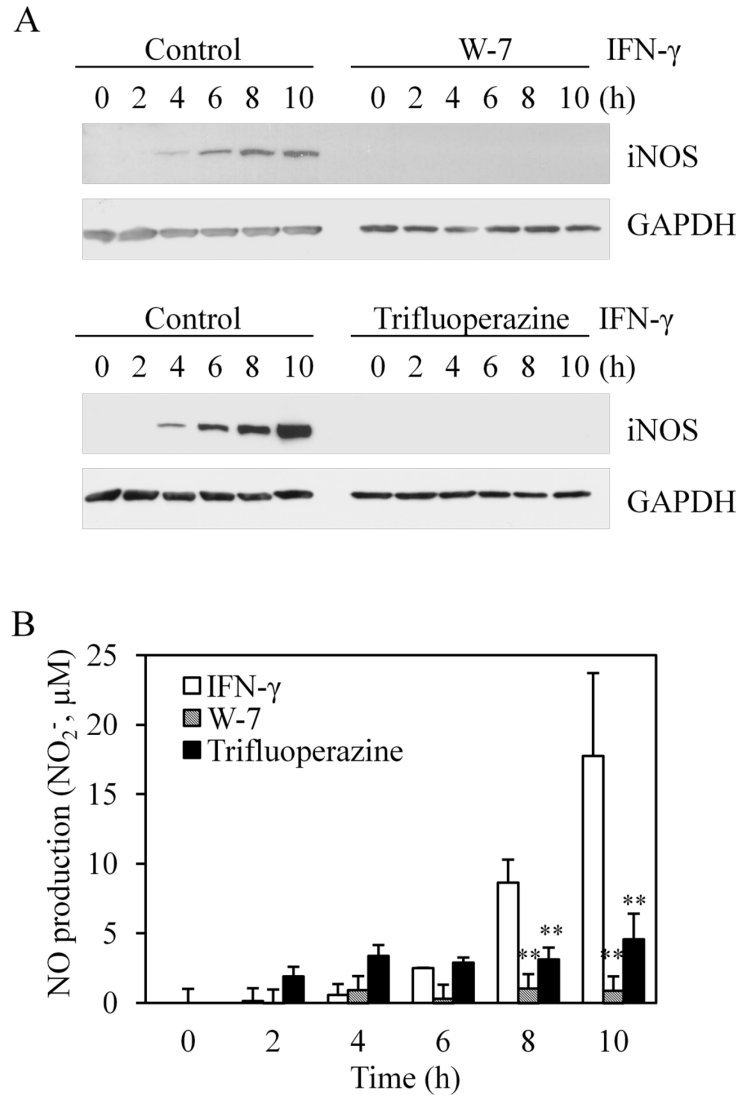 A
Control W-7 IFN-γ
0 2 4 6 8 10 0 2 4 6 8 10 (h)
iNOS
GAPDH
Control Trifluoperazine IFN-γ
0 2 4 6 8 10 0 2 4 6 8 10 (h)
iNOS
GAPDH
B
NO production (NO₂⁻, μM)
25
20
15
10
5
0
IFN-γ
W-7
Trifluoperazine
** **
** **
0 2 4 6 8 10
Time (h)